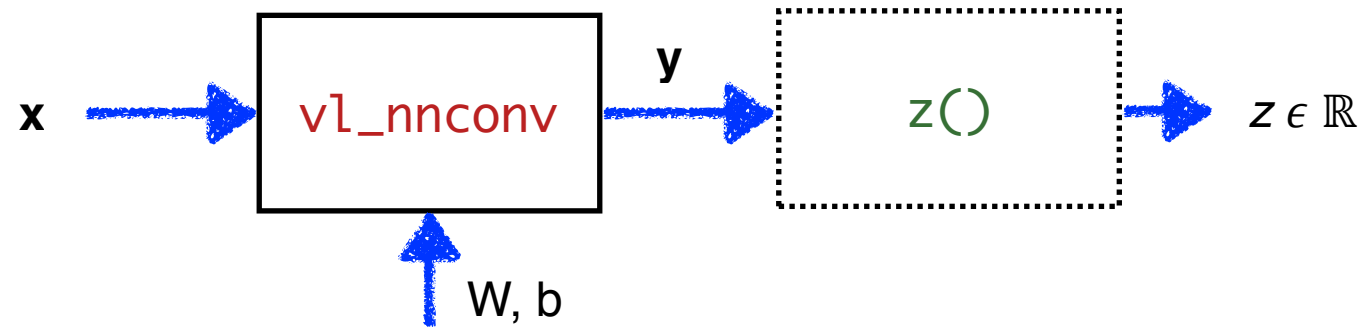 y
x
vl_nnconv
z()
z ϵ ℝ
W, b